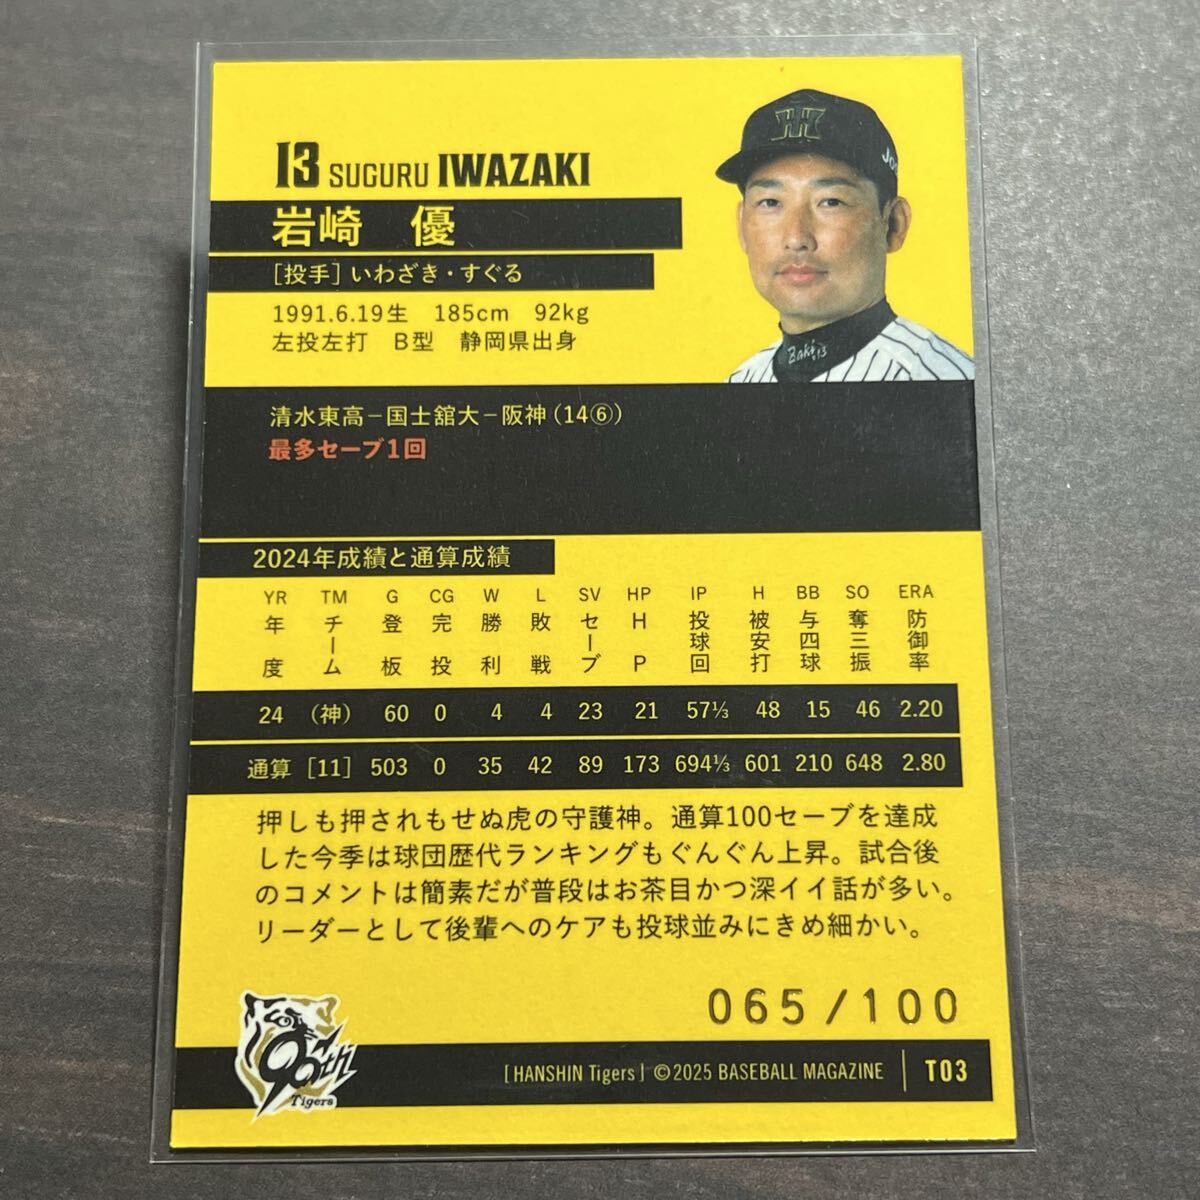 13 SUGURU IWAZAKI
岩崎 優
［投手］いわざき・すぐる
1991.6.19生 185cm 92kg
左投左打 B型 静岡県出身
清水東高－国士舘大－阪神（14⑥）
最多セーブ1回
2024年成績と通算成績
YR TM G CG W L SV HP IP H BB SO ERA
年度 チーム 登板 完投 勝利 敗戦 セーブ HP 投球回 被安打 与四球 奪三振 防御率
24 （神） 60 0 4 4 23 21 57⅓ 48 15 46 2.20
通算 [11] 503 0 35 42 89 173 694⅓ 601 210 648 2.80
押しも押されもせぬ虎の守護神。通算100セーブを達成
した今季は球団歴代ランキングもぐんぐん上昇。試合後
のコメントは簡素だが普段はお茶目かつ深イイ話が多い。
リーダーとして後輩へのケアも投球並みにきめ細かい。
065/100
90th
Tigers
[HANSHIN Tigers] ©2025 BASEBALL MAGAZINE T03